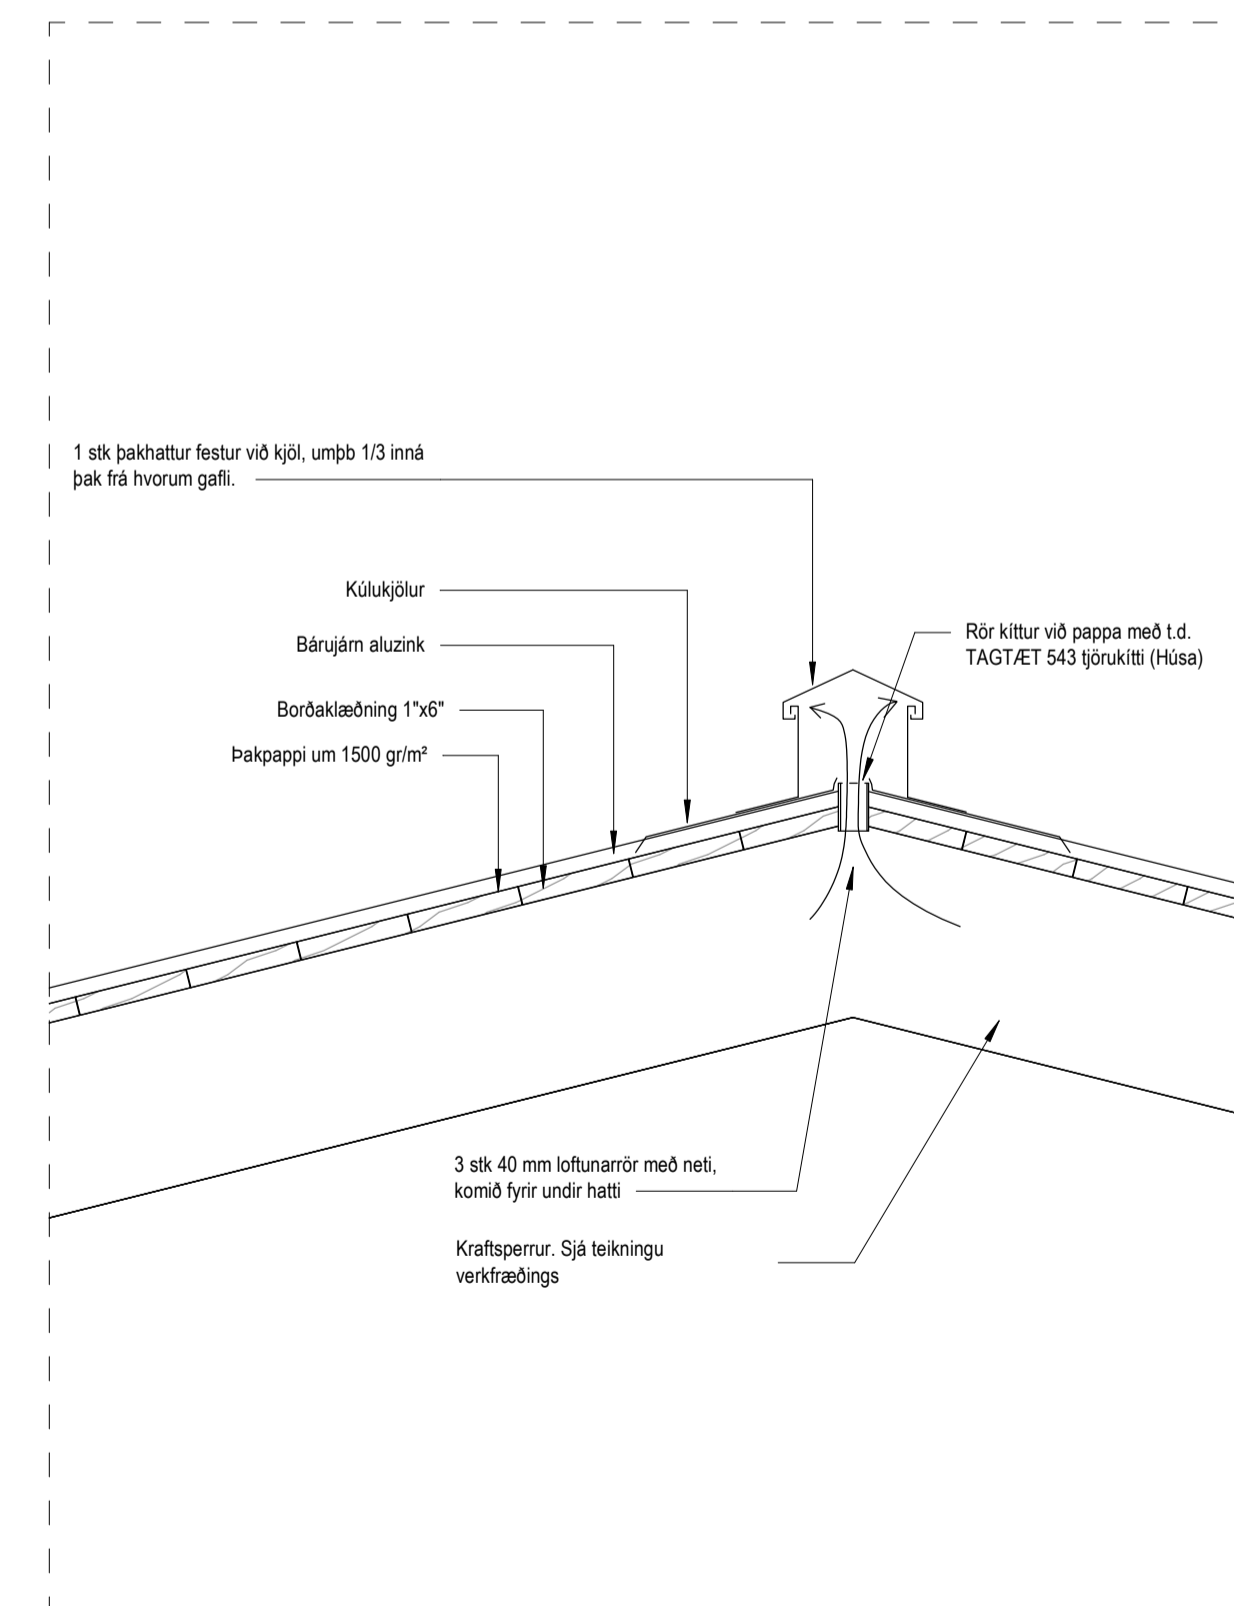 1 stk þakhattur festur við kjöl, umþb 1/3 inná
þak frá hvorum gafli.
Kúlukjölur
Bárujárn aluzink
Borðaklæðning 1"x6"
Þakpappi um 1500 gr/m²
Rör kíttur við pappa með t.d.
TAGTÆT 543 tjörukítti (Húsa)
3 stk 40 mm loftunarrör með neti,
komið fyrir undir hatti
Kraftsperrur. Sjá teikningu
verkfræðings